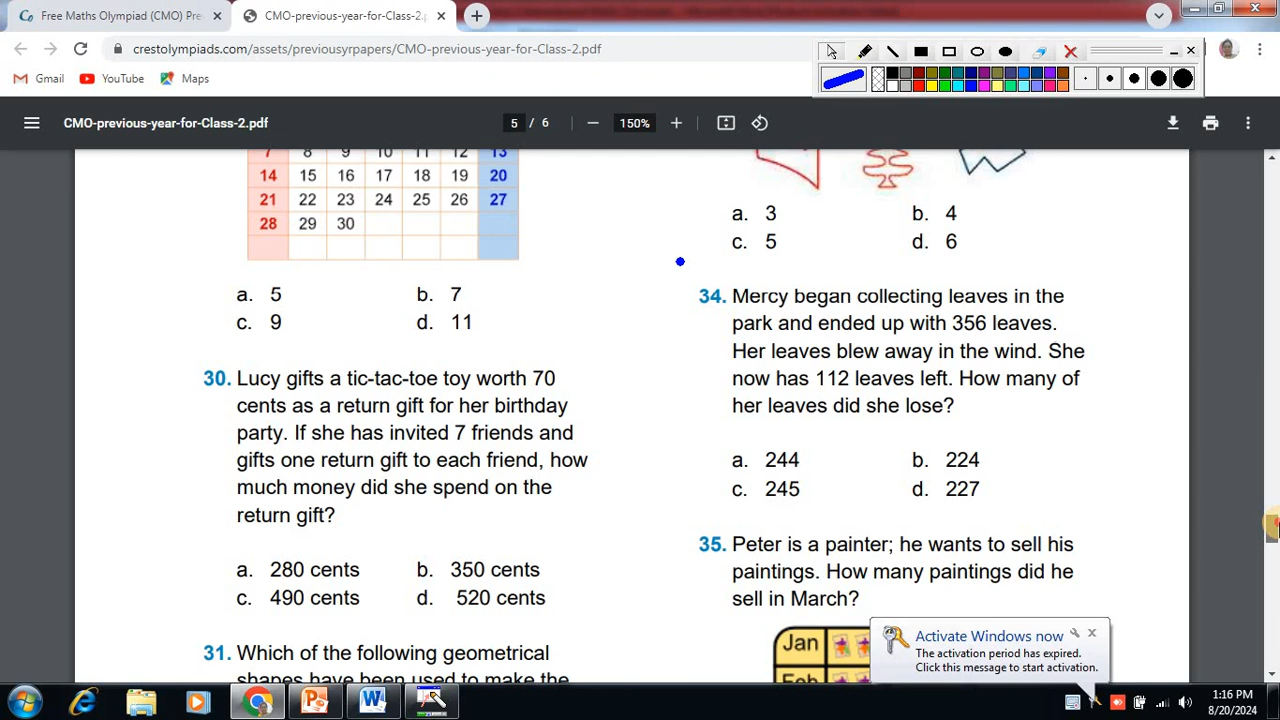 Free Maths Olympiad (CMO) Pre
CMO-previous-year-for-Class-2.p
crestolympiads.com/assets/previousyrpapers/CMO-previous-year-for-Class-2.pdf
Gmail
YouTube
Maps
CMO-previous-year-for-Class-2.pdf
5 / 6
150%
7 8 9 10 11 12 13
14 15 16 17 18 19 20
21 22 23 24 25 26 27
28 29 30
a. 5 b. 7
c. 9 d. 11
30. Lucy gifts a tic-tac-toe toy worth 70
cents as a return gift for her birthday
party. If she has invited 7 friends and
gifts one return gift to each friend, how
much money did she spend on the
return gift?
a. 280 cents b. 350 cents
c. 490 cents d. 520 cents
31. Which of the following geometrical
shapes have been used to make the
a. 3 b. 4
c. 5 d. 6
34. Mercy began collecting leaves in the
park and ended up with 356 leaves.
Her leaves blew away in the wind. She
now has 112 leaves left. How many of
her leaves did she lose?
a. 244 b. 224
c. 245 d. 227
35. Peter is a painter; he wants to sell his
paintings. How many paintings did he
sell in March?
Jan
Feb
Activate Windows now
The activation period has expired.
Click this message to start activation.
1:16 PM
8/20/2024